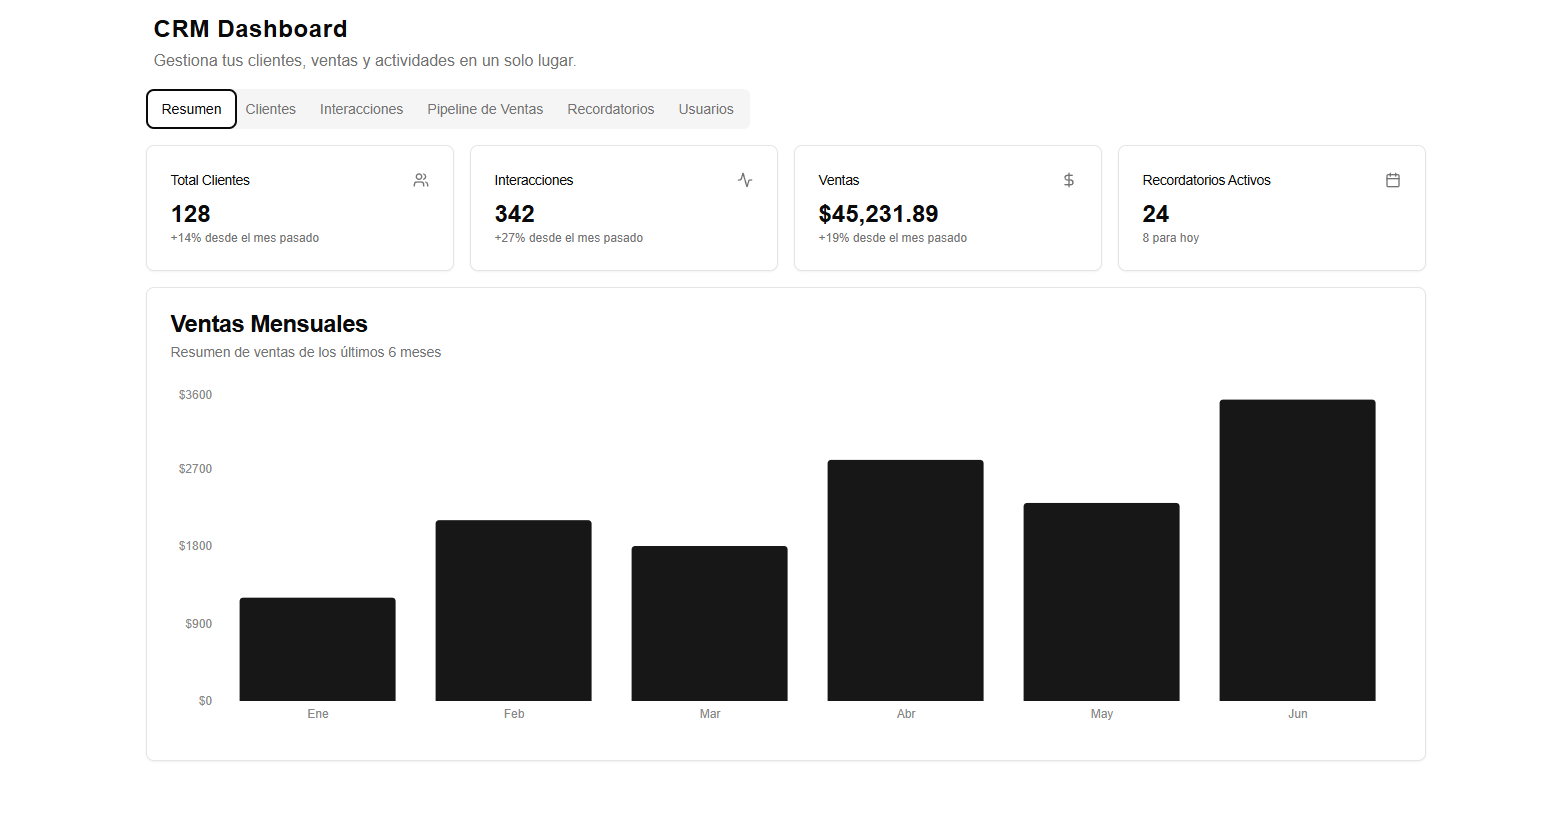 CRM Dashboard
Gestiona tus clientes, ventas y actividades en un solo lugar.
Resumen Clientes Interacciones Pipeline de Ventas Recordatorios Usuarios
Total Clientes
128
+14% desde el mes pasado
Interacciones
342
+27% desde el mes pasado
Ventas
$45,231.89
+19% desde el mes pasado
Recordatorios Activos
24
8 para hoy
Ventas Mensuales
Resumen de ventas de los últimos 6 meses
$3600
$2700
$1800
$900
$0
Ene Feb Mar Abr May Jun